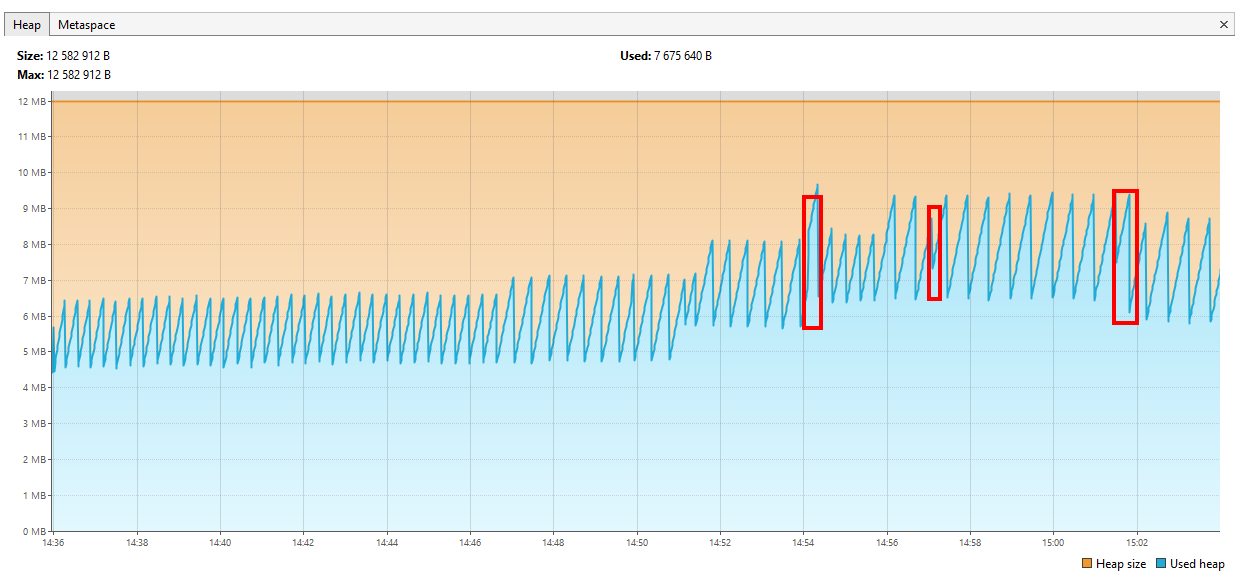 Heap Metaspace ×
Size: 12 582 912 B Used: 7 675 640 B
Max: 12 582 912 B
12 MB
11 MB
10 MB
9 MB
8 MB
7 MB
6 MB
5 MB
4 MB
3 MB
2 MB
1 MB
0 MB
14:36 14:38 14:40 14:42 14:44 14:46 14:48 14:50 14:52 14:54 14:56 14:58 15:00 15:02
Heap size Used heap